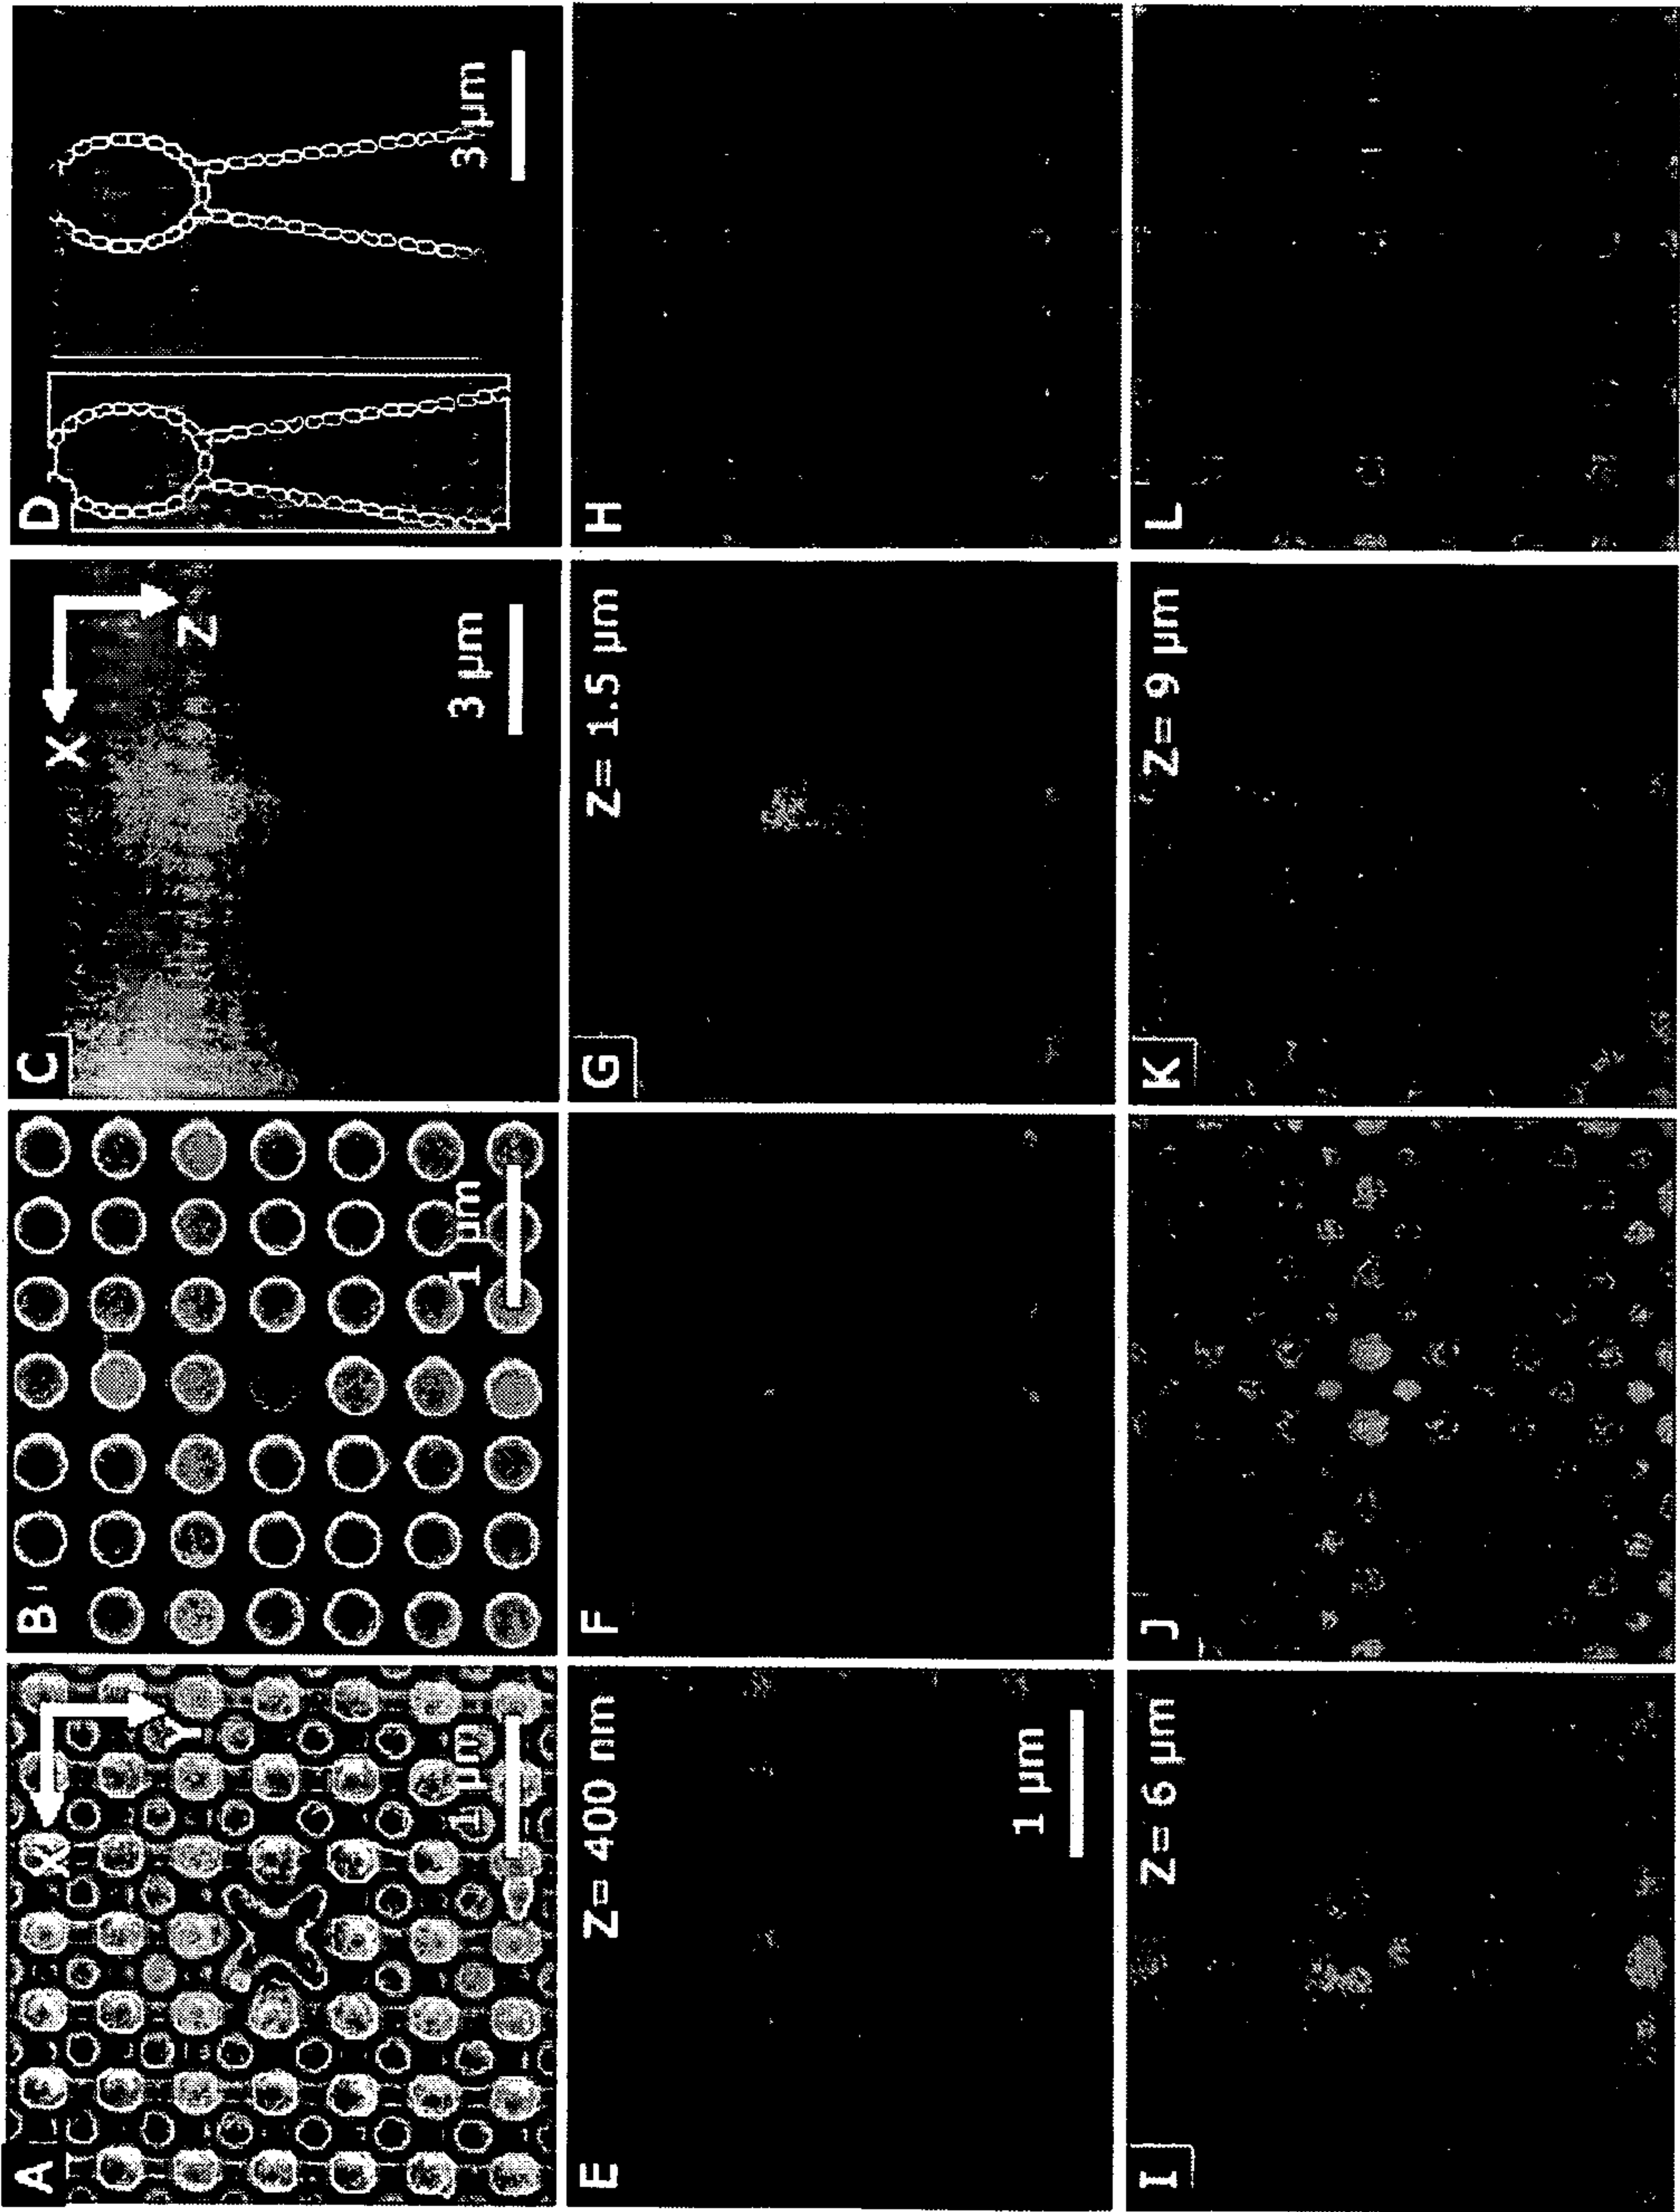 A
X
Y
1 µm
B
1 µm
C
X
Z
3 µm
D
3 µm
E
Z= 400 nm
1 µm
F
G
Z= 1.5 µm
H
I
Z= 6 µm
J
K
Z= 9 µm
L